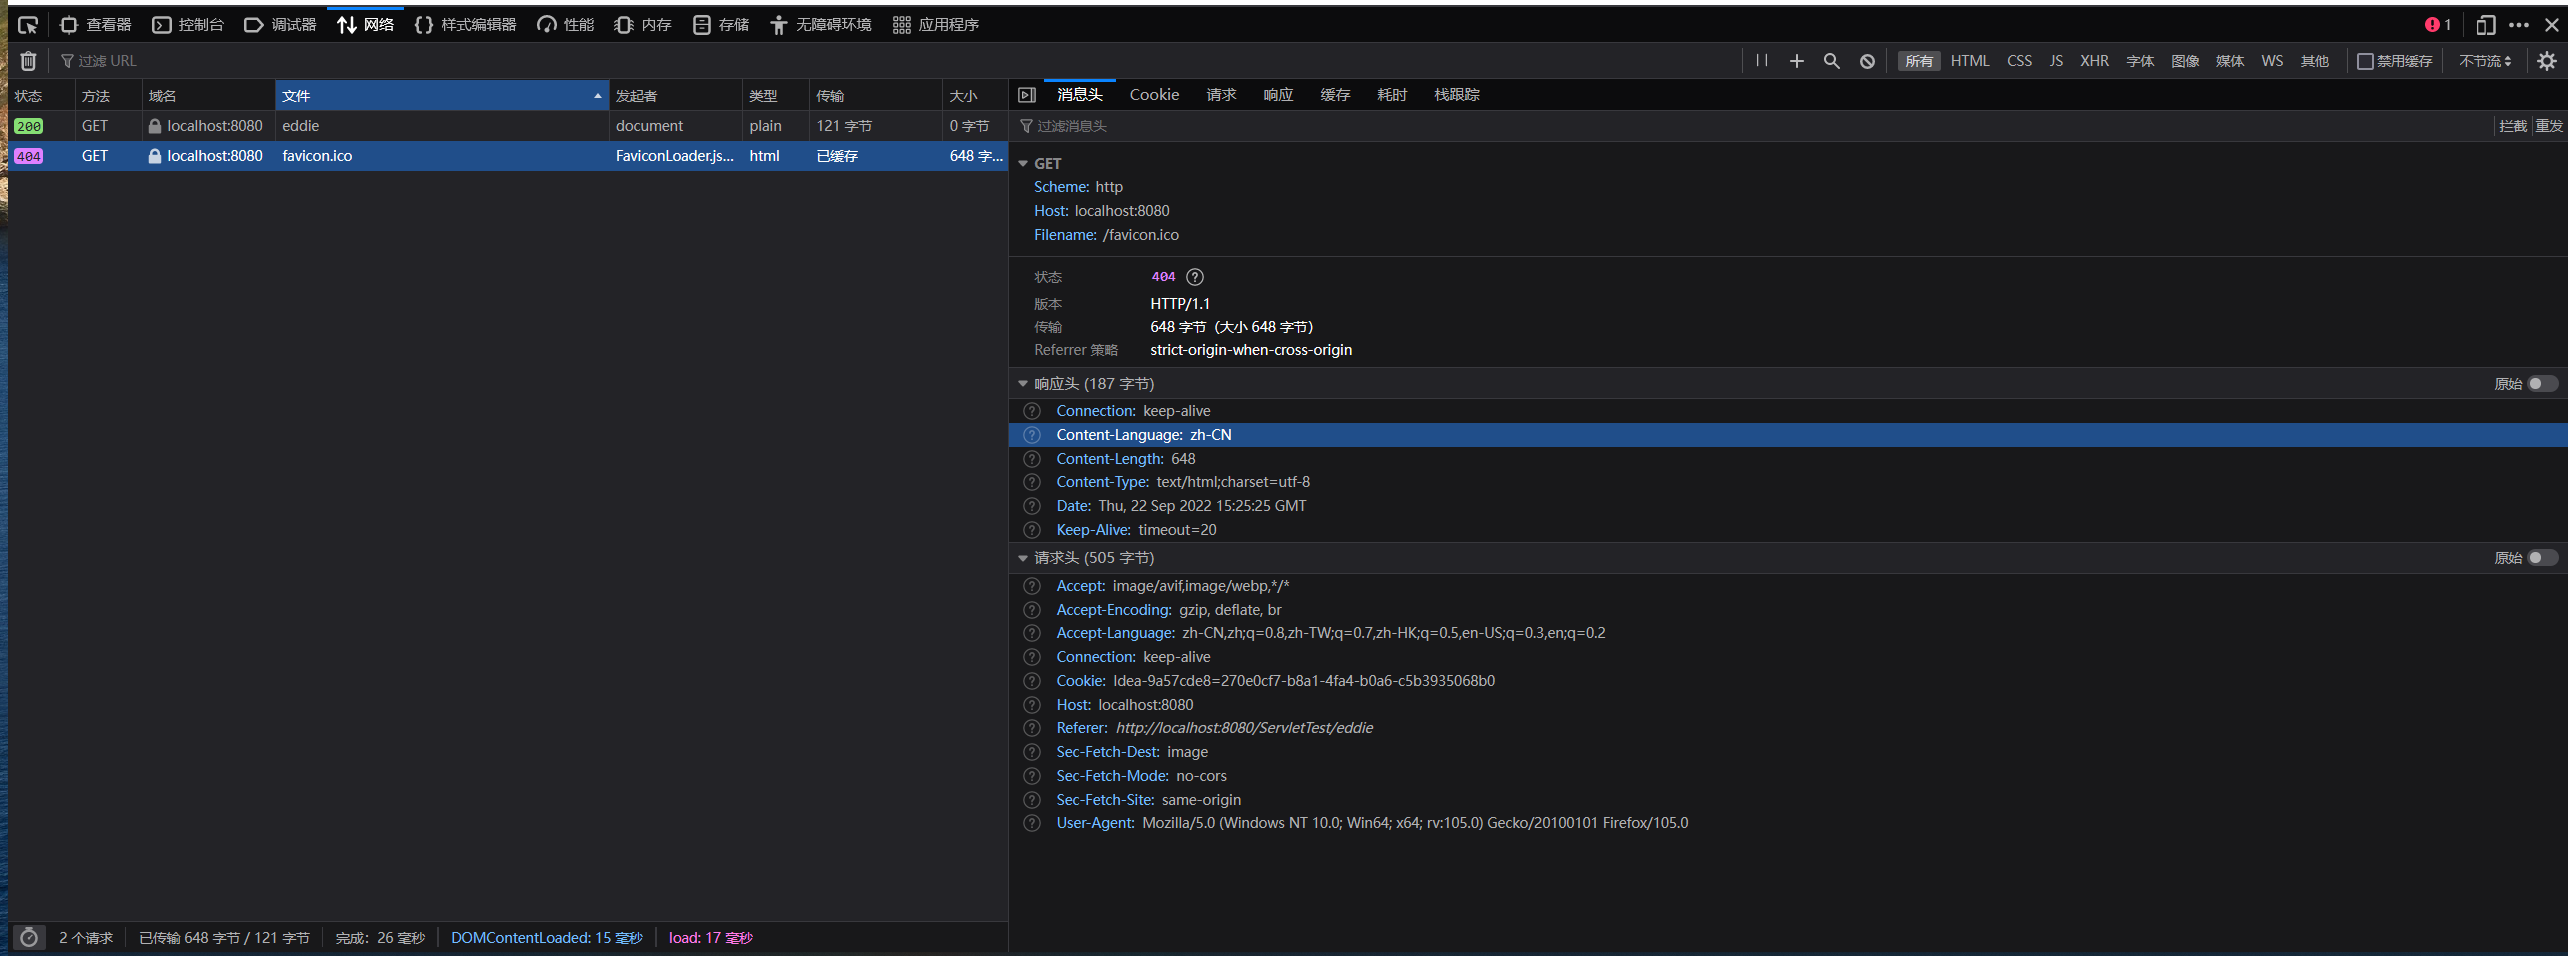 查看器 控制台 调试器 网络 样式编辑器 性能 内存 存储 无障碍环境 应用程序 1
过滤 URL 所有 HTML CSS JS XHR 字体 图像 媒体 WS 其他 禁用缓存 不节流
状态 方法 域名 文件 发起者 类型 传输 大小
200 GET localhost:8080 eddie document plain 121 字节 0 字节
404 GET localhost:8080 favicon.ico FaviconLoader.js... html 已缓存 648 字...
消息头 Cookie 请求 响应 缓存 耗时 栈跟踪
过滤消息头 拦截 重发
GET
Scheme: http
Host: localhost:8080
Filename: /favicon.ico
状态 404
版本 HTTP/1.1
传输 648 字节（大小 648 字节）
Referrer 策略 strict-origin-when-cross-origin
响应头 (187 字节) 原始
Connection: keep-alive
Content-Language: zh-CN
Content-Length: 648
Content-Type: text/html;charset=utf-8
Date: Thu, 22 Sep 2022 15:25:25 GMT
Keep-Alive: timeout=20
请求头 (505 字节) 原始
Accept: image/avif,image/webp,*/*
Accept-Encoding: gzip, deflate, br
Accept-Language: zh-CN,zh;q=0.8,zh-TW;q=0.7,zh-HK;q=0.5,en-US;q=0.3,en;q=0.2
Connection: keep-alive
Cookie: Idea-9a57cde8=270e0cf7-b8a1-4fa4-b0a6-c5b3935068b0
Host: localhost:8080
Referer: http://localhost:8080/ServletTest/eddie
Sec-Fetch-Dest: image
Sec-Fetch-Mode: no-cors
Sec-Fetch-Site: same-origin
User-Agent: Mozilla/5.0 (Windows NT 10.0; Win64; x64; rv:105.0) Gecko/20100101 Firefox/105.0
2 个请求 已传输 648 字节 / 121 字节 完成：26 毫秒 DOMContentLoaded: 15 毫秒 load: 17 毫秒